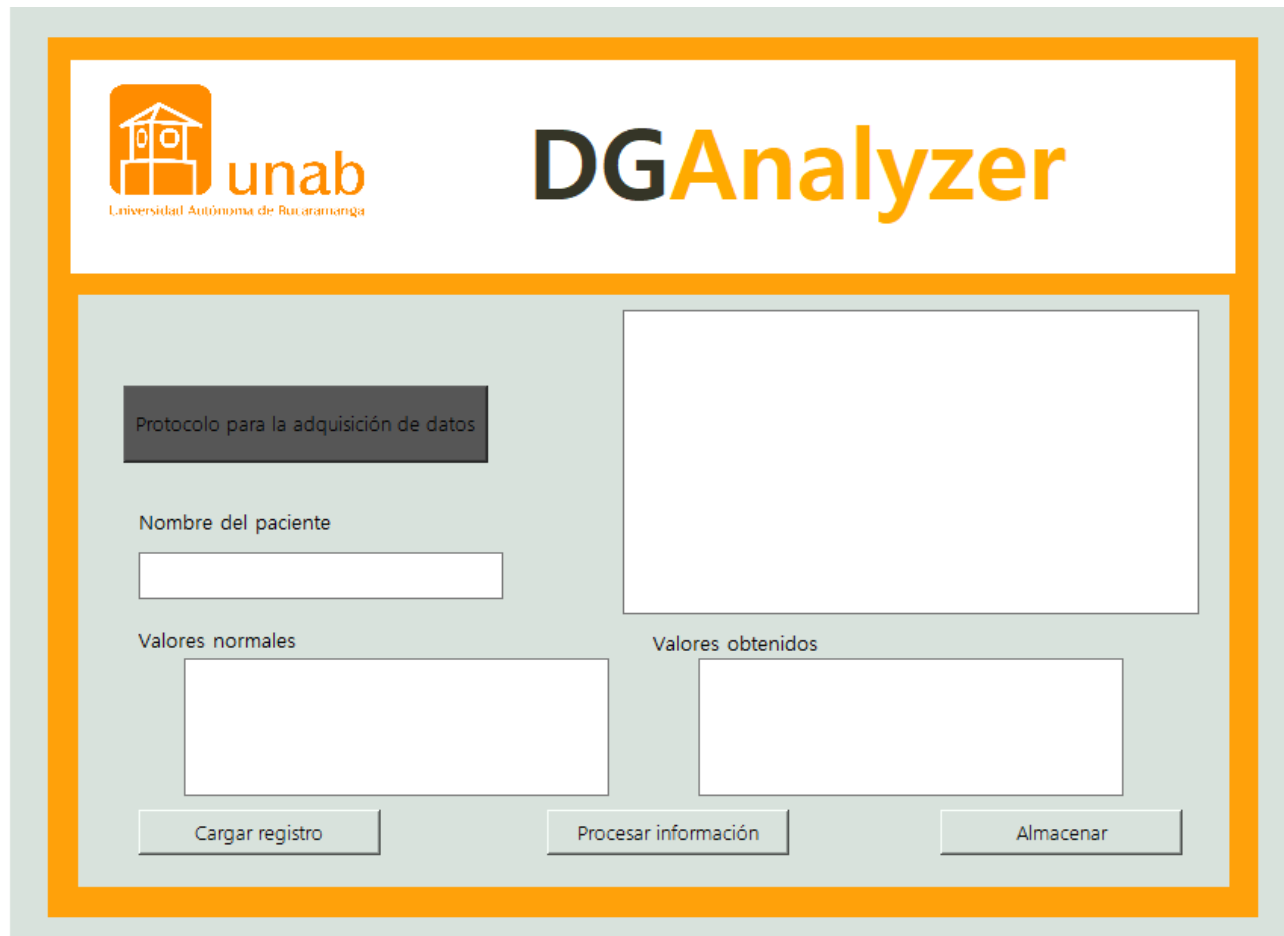 unab
Universidad Autónoma de Bucaramanga
DGAnalyzer
Protocolo para la adquisición de datos
Nombre del paciente
Valores normales
Valores obtenidos
Cargar registro
Procesar información
Almacenar